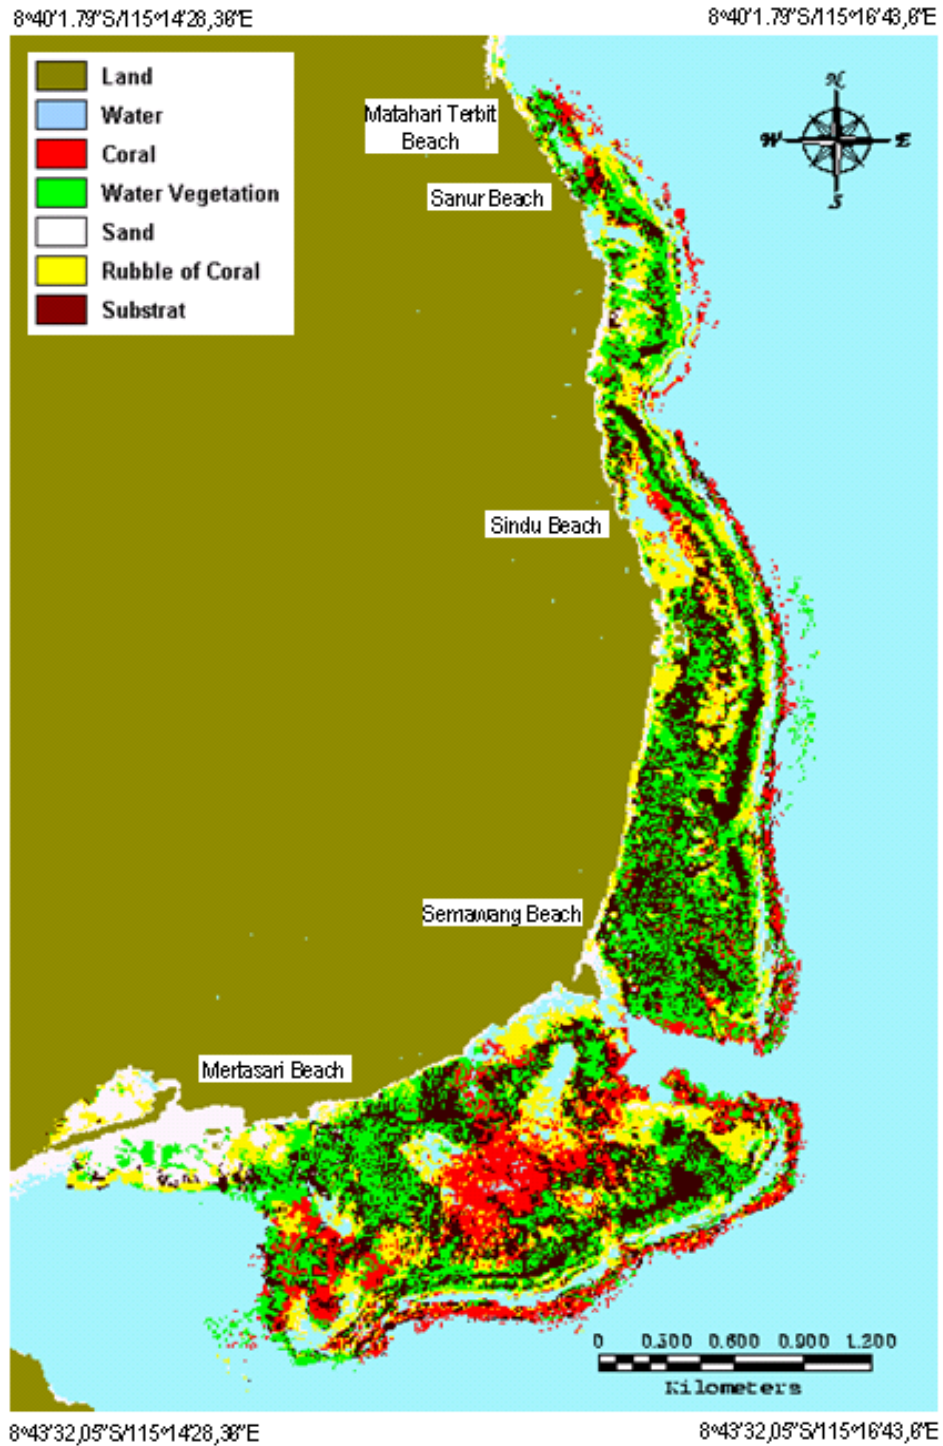 8°40'1.79"S/115°14'28,36"E
8°40'1.79"S/115°16'43,6"E
Land
Water
Coral
Water Vegetation
Sand
Rubble of Coral
Substrat
N
W
E
S
Matahari Terbit
Beach
Sanur Beach
Sindu Beach
Semawang Beach
Mertasari Beach
0 0.300 0.600 0.900 1.200
Kilometers
8°43'32,05"S/115°14'28,36"E
8°43'32,05"S/115°16'43,6"E